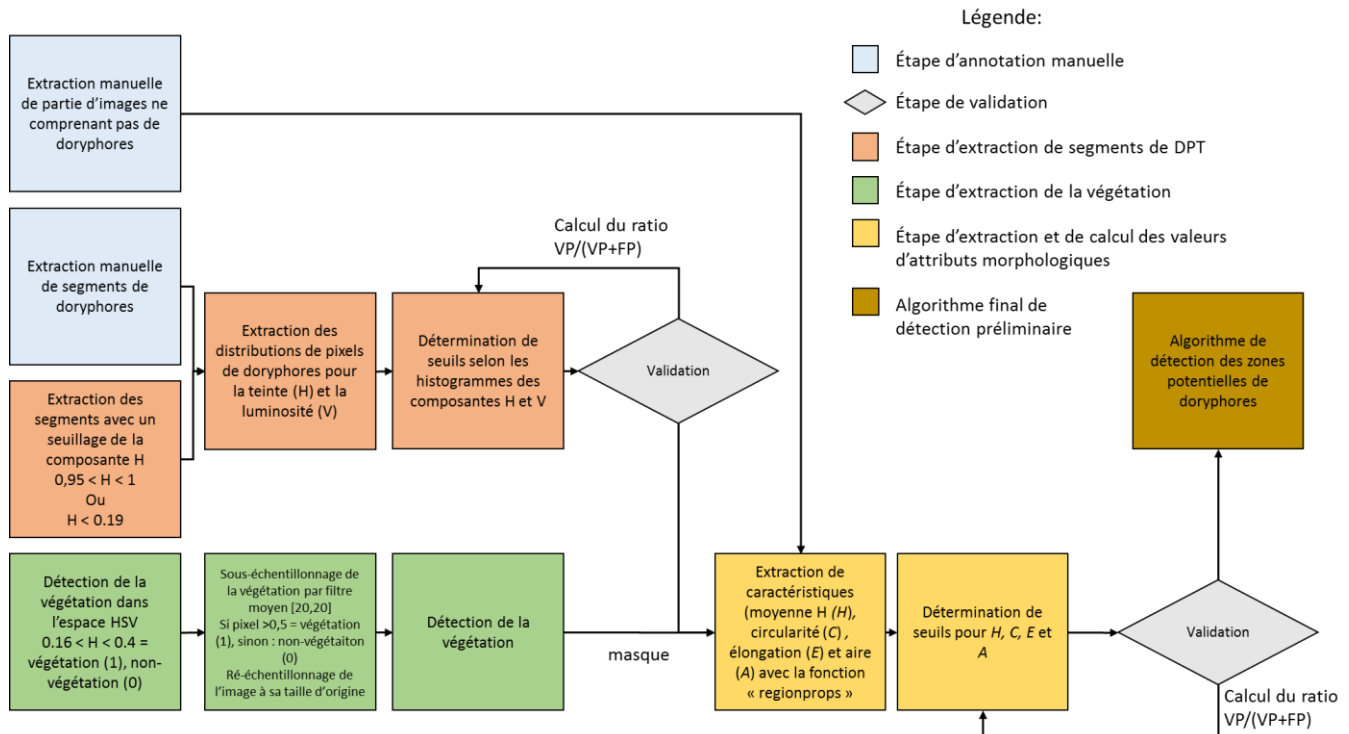 Légende:
Étape d'annotation manuelle
Étape de validation
Étape d'extraction de segments de DPT
Étape d'extraction de la végétation
Étape d'extraction et de calcul des valeurs
d'attributs morphologiques
Algorithme final de
détection préliminaire
Extraction manuelle
de partie d'images ne
comprenant pas de
doryphores
Extraction manuelle
de segments de
doryphores
Extraction des
segments avec un
seuillage de la
composante H
0,95 < H < 1
Ou
H < 0.19
Extraction des
distributions de pixels
de doryphores pour
la teinte (H) et la
luminosité (V)
Détermination de
seuils selon les
histogrammes des
composantes H et V
Calcul du ratio
VP/(VP+FP)
Validation
Détection de la
végétation dans
l'espace HSV
0.16 < H < 0.4 =
végétation (1), non-
végétation (0)
Sous-échantillonnage de
la végétation par filtre
moyen [20,20]
Si pixel >0,5 = végétation
(1), sinon : non-végétaiton
(0)
Ré-échantillonnage de
l'image à sa taille d'origine
Détection de la
végétation
masque
Extraction de
caractéristiques
(moyenne H (H),
circularité (C) ,
élongation (E) et aire
(A) avec la fonction
« regionprops »
Détermination de
seuils pour H, C, E et
A
Validation
Calcul du ratio
VP/(VP+FP)
Algorithme de
détection des zones
potentielles de
doryphores